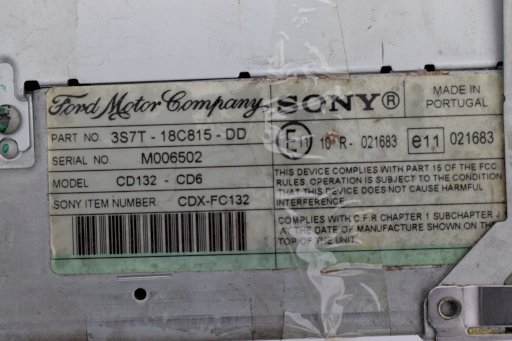 Ford Motor Company SONY® MADE IN PORTUGAL
PART NO. 3S7T - 18C815 - DD
SERIAL NO M006502
MODEL CD132 - CD6
SONY ITEM NUMBER CDX-FC132
E11 10 R- 021683 e11 021683
THIS DEVICE COMPLIES WITH PART 15 OF THE FCC
RULES. OPERATION IS SUBJECT TO THE CONDITION
THAT THIS DEVICE DOES NOT CAUSE HARMFUL
INTERFERENCE
COMPLIES WITH C.F.R CHAPTER 1 SUBCHAPTER J
AT THE DATE OF MANUFACTURE SHOWN ON THE
TOP OF THE UNIT